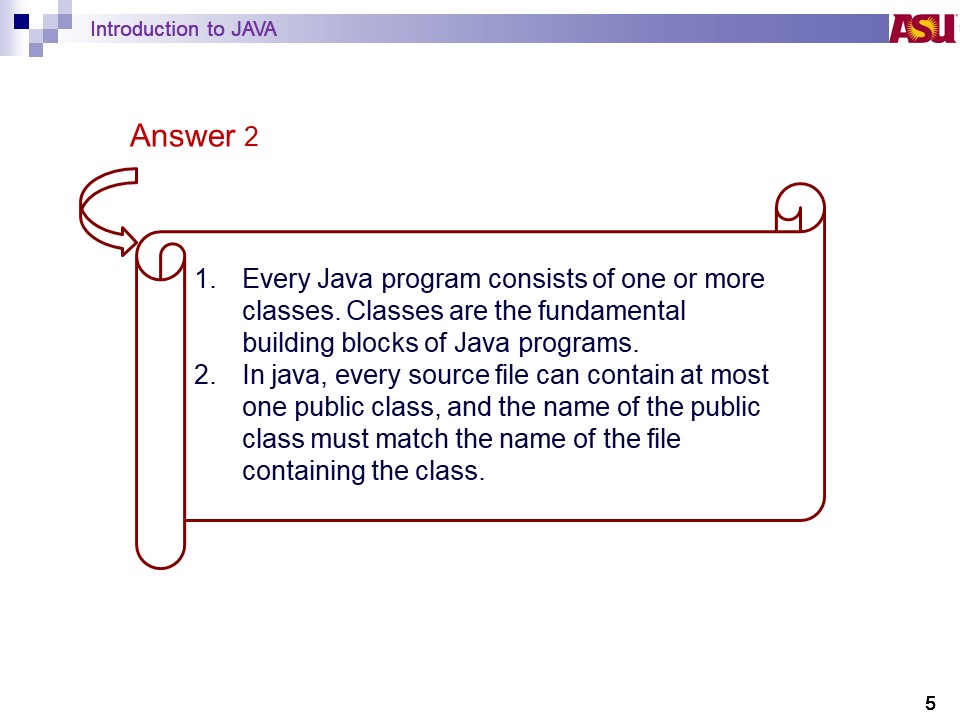 Introduction to JAVA
ASU
Answer 2
1. Every Java program consists of one or more
classes. Classes are the fundamental
building blocks of Java programs.
2. In java, every source file can contain at most
one public class, and the name of the public
class must match the name of the file
containing the class.
5